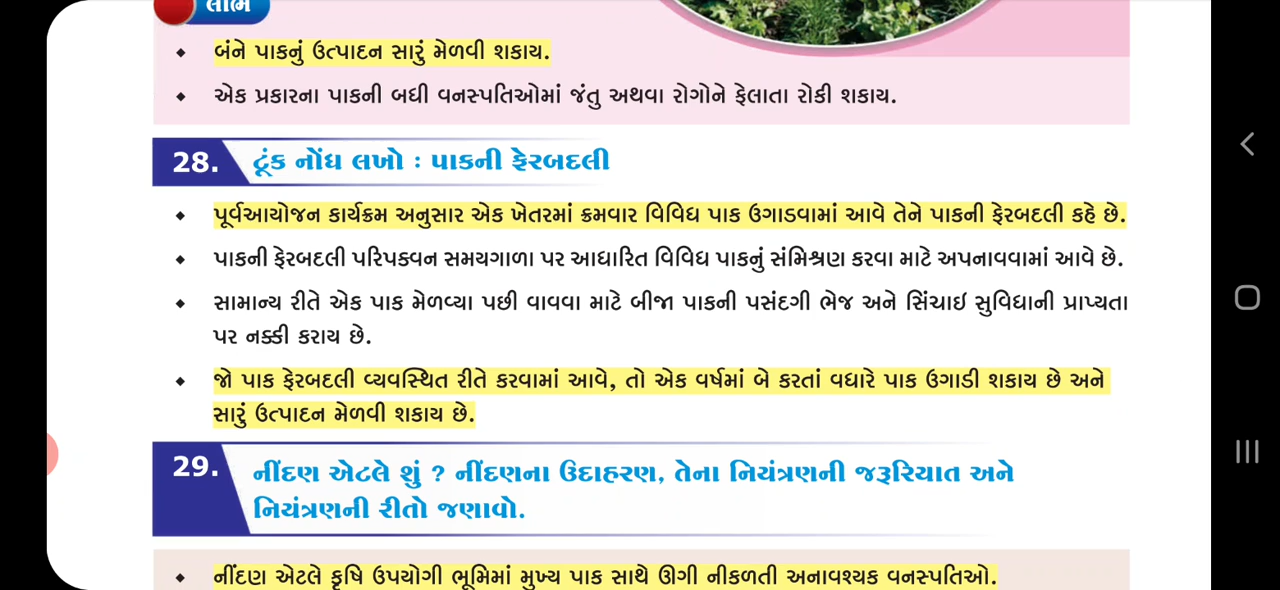 લાભ
બંને પાકનું ઉત્પાદન સારું મેળવી શકાય.
એક પ્રકારના પાકની બધી વનસ્પતિઓમાં જંતુ અથવા રોગોને ફેલાતા રોકી શકાય.
28. ટૂંક નોંધ લખો : પાકની ફેરબદલી
પૂર્વઆયોજન કાર્યક્રમ અનુસાર એક ખેતરમાં ક્રમવાર વિવિધ પાક ઉગાડવામાં આવે તેને પાકની ફેરબદલી કહે છે.
પાકની ફેરબદલી પરિપક્વન સમયગાળા પર આધારિત વિવિધ પાકનું સંમિશ્રણ કરવા માટે અપનાવવામાં આવે છે.
સામાન્ય રીતે એક પાક મેળવ્યા પછી વાવવા માટે બીજા પાકની પસંદગી ભેજ અને સિંચાઇ સુવિધાની પ્રાપ્યતા
પર નક્કી કરાય છે.
જો પાક ફેરબદલી વ્યવસ્થિત રીતે કરવામાં આવે, તો એક વર્ષમાં બે કરતાં વધારે પાક ઉગાડી શકાય છે અને
સારું ઉત્પાદન મેળવી શકાય છે.
29. નીંદણ એટલે શું ? નીંદણના ઉદાહરણ, તેના નિયંત્રણની જરૂરિયાત અને
નિયંત્રણની રીતો જણાવો.
નીંદણ એટલે કૃષિ ઉપયોગી ભૂમિમાં મુખ્ય પાક સાથે ઊગી નીકળતી અનાવશ્યક વનસ્પતિઓ.